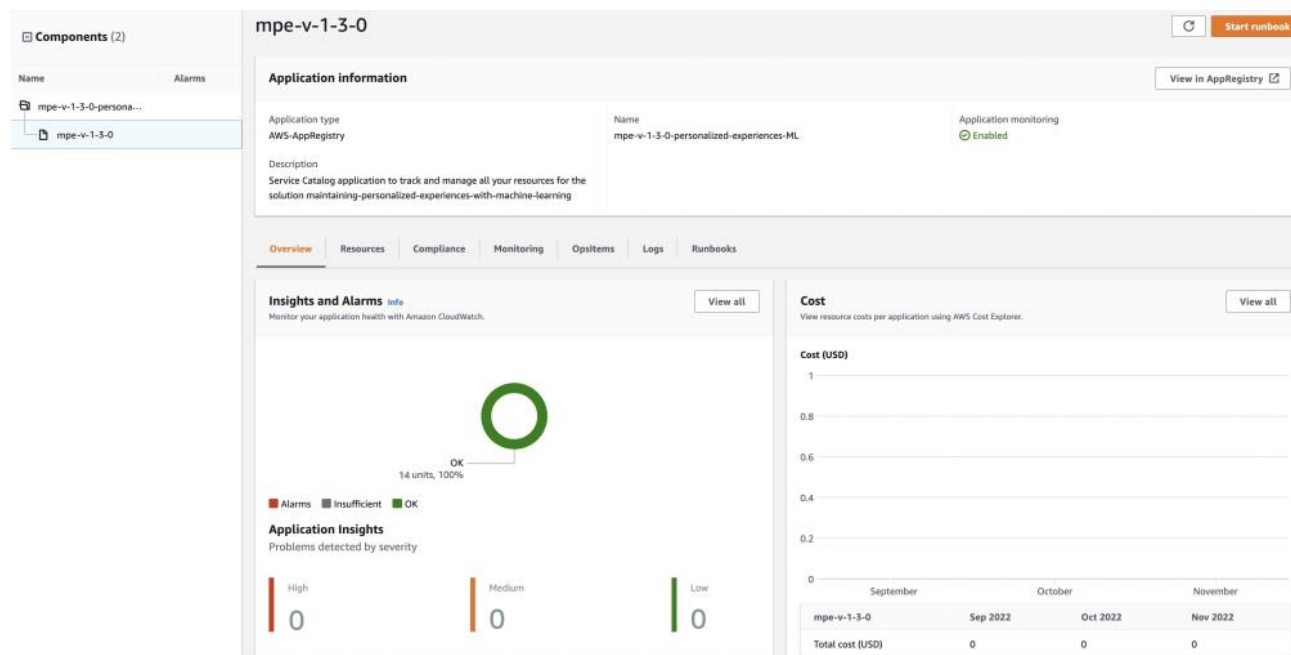 Components (2)
Name Alarms
mpe-v-1-3-0-persona...
mpe-v-1-3-0
mpe-v-1-3-0
Start runbook
Application information
View in AppRegistry
Application type
AWS-AppRegistry
Name
mpe-v-1-3-0-personalized-experiences-ML
Application monitoring
Enabled
Description
Service Catalog application to track and manage all your resources for the
solution maintaining-personalized-experiences-with-machine-learning
Overview Resources Compliance Monitoring OpsItems Logs Runbooks
Insights and Alarms Info
View all
Monitor your application health with Amazon CloudWatch.
OK
14 units, 100%
Alarms Insufficient OK
Application Insights
Problems detected by severity
High Medium Low
0 0 0
Cost
View all
View resource costs per application using AWS Cost Explorer.
Cost (USD)
1
0.8
0.6
0.4
0.2
0
September October November
mpe-v-1-3-0 Sep 2022 Oct 2022 Nov 2022
Total cost (USD) 0 0 0